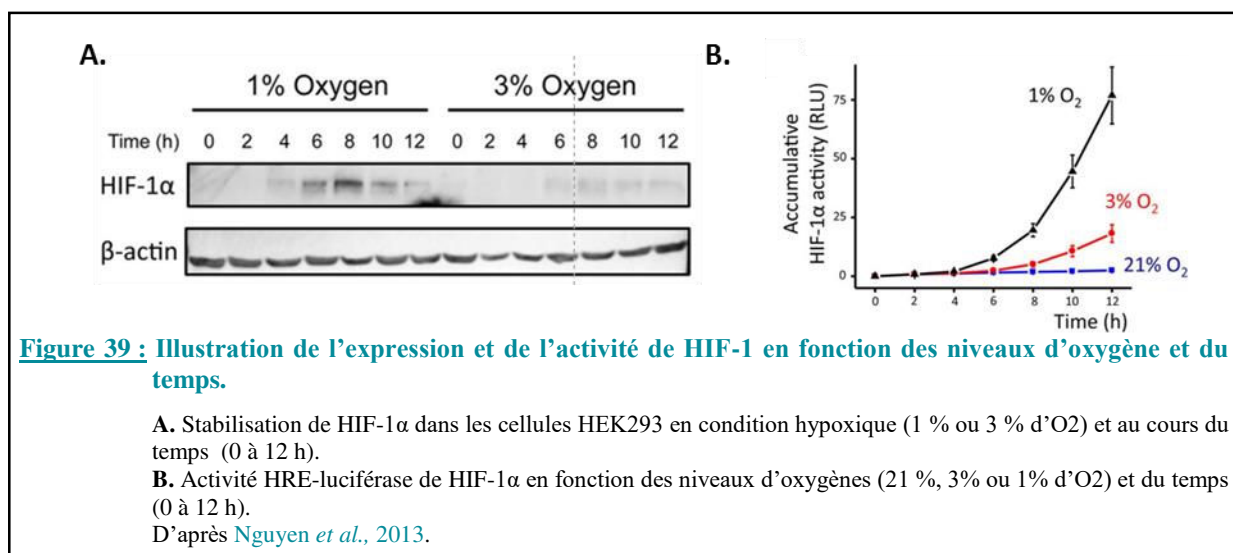 A.
1% Oxygen 3% Oxygen
Time (h) 0 2 4 6 8 10 12 0 2 4 6 8 10 12
HIF-1α
β-actin
B.
Accumulative
HIF-1α activity (RLU)
75
50
25
0
1% O2
3% O2
21% O2
0 2 4 6 8 10 12
Time (h)
Figure 39 : Illustration de l’expression et de l’activité de HIF-1 en fonction des niveaux d’oxygène et du
temps.
A. Stabilisation de HIF-1α dans les cellules HEK293 en condition hypoxique (1 % ou 3 % d’O2) et au cours du
temps (0 à 12 h).
B. Activité HRE-luciférase de HIF-1α en fonction des niveaux d’oxygènes (21 %, 3% ou 1% d’O2) et du temps
(0 à 12 h).
D’après Nguyen et al., 2013.